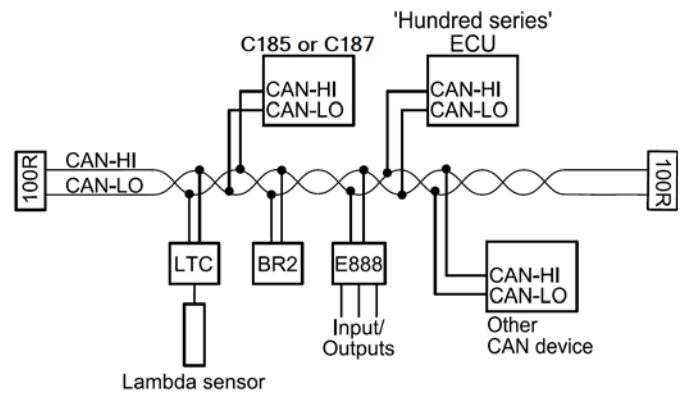 'Hundred series'
ECU
C185 or C187
CAN-HI
CAN-LO
CAN-HI
CAN-LO
100R
CAN-HI
CAN-LO
100R
LTC
BR2
E888
CAN-HI
CAN-LO
Input/
Outputs
Other
CAN device
Lambda sensor